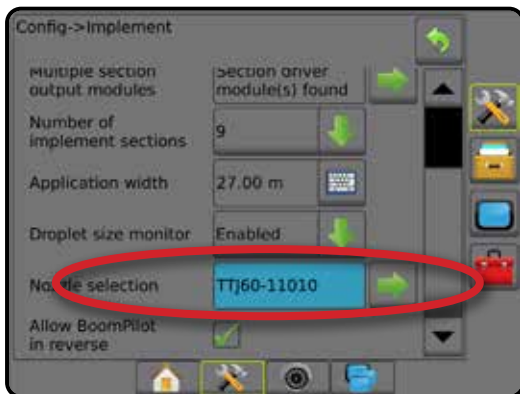 Config->Implement
Multiple section
output modules
Section driver
module(s) found
Number of
implement sections
9
Application width
27.00 m
Droplet size monitor
Enabled
Nozzle selection
TTJ60-11010
Allow BoomPilot
in reverse